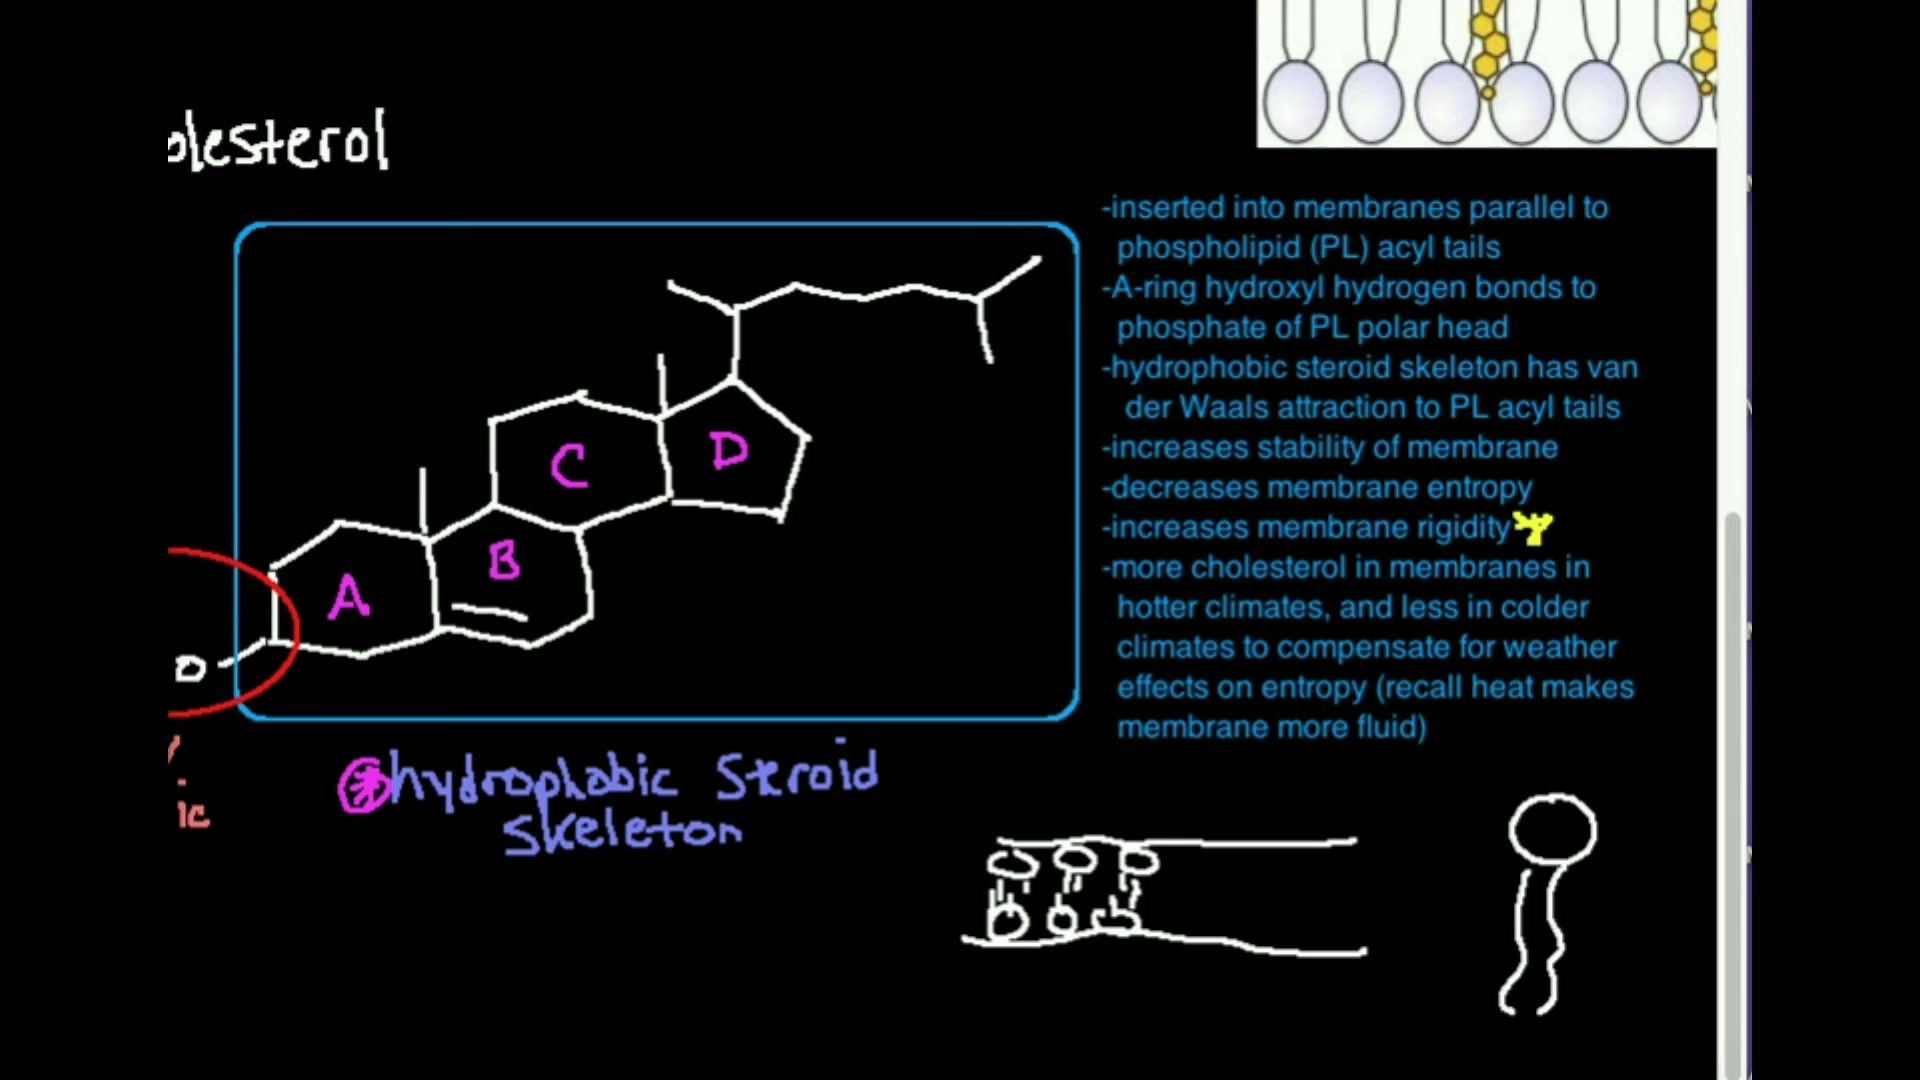 olesterol
-inserted into membranes parallel to
phospholipid (PL) acyl tails
-A-ring hydroxyl hydrogen bonds to
phosphate of PL polar head
-hydrophobic steroid skeleton has van
der Waals attraction to PL acyl tails
-increases stability of membrane
-decreases membrane entropy
-increases membrane rigidity
-more cholesterol in membranes in
hotter climates, and less in colder
climates to compensate for weather
effects on entropy (recall heat makes
membrane more fluid)
C
D
B
A
O
ic
hydrophobic Steroid
skeleton